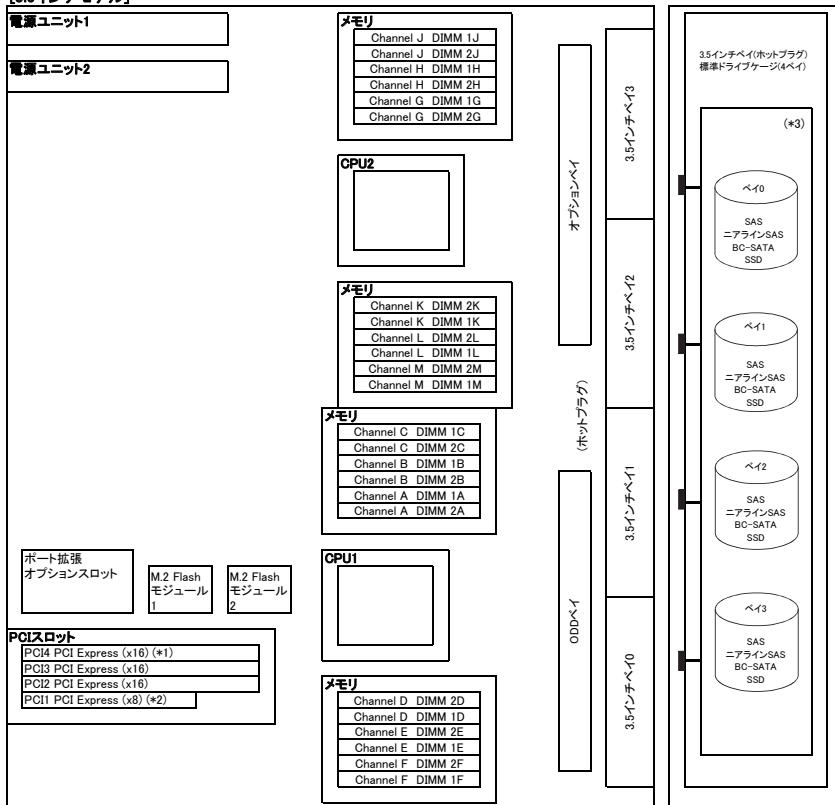 [3.5インチモデル]
電源ユニット1
電源ユニット2
メモリ
Channel J DIMM 1J
Channel J DIMM 2J
Channel H DIMM 1H
Channel H DIMM 2H
Channel G DIMM 1G
Channel G DIMM 2G
CPU2
メモリ
Channel K DIMM 2K
Channel K DIMM 1K
Channel L DIMM 2L
Channel L DIMM 1L
Channel M DIMM 2M
Channel M DIMM 1M
メモリ
Channel C DIMM 1C
Channel C DIMM 2C
Channel B DIMM 1B
Channel B DIMM 2B
Channel A DIMM 1A
Channel A DIMM 2A
ポート拡張
オプションスロット
M.2 Flash
モジュール
1
M.2 Flash
モジュール
2
CPU1
PCIスロット
PCI4 PCI Express (x16) (*1)
PCI3 PCI Express (x16)
PCI2 PCI Express (x16)
PCI1 PCI Express (x8) (*2)
メモリ
Channel D DIMM 2D
Channel D DIMM 1D
Channel E DIMM 2E
Channel E DIMM 1E
Channel F DIMM 2F
Channel F DIMM 1F
オプションベイ
(ホットプラグ)
ODDベイ
3.5インチベイ3
3.5インチベイ2
3.5インチベイ1
3.5インチベイ0
3.5インチベイ(ホットプラグ)
標準ドライブケージ(4ベイ)
(*3)
ベイ0
SAS
ニアラインSAS
BC-SATA
SSD
ベイ1
SAS
ニアラインSAS
BC-SATA
SSD
ベイ2
SAS
ニアラインSAS
BC-SATA
SSD
ベイ3
SAS
ニアラインSAS
BC-SATA
SSD